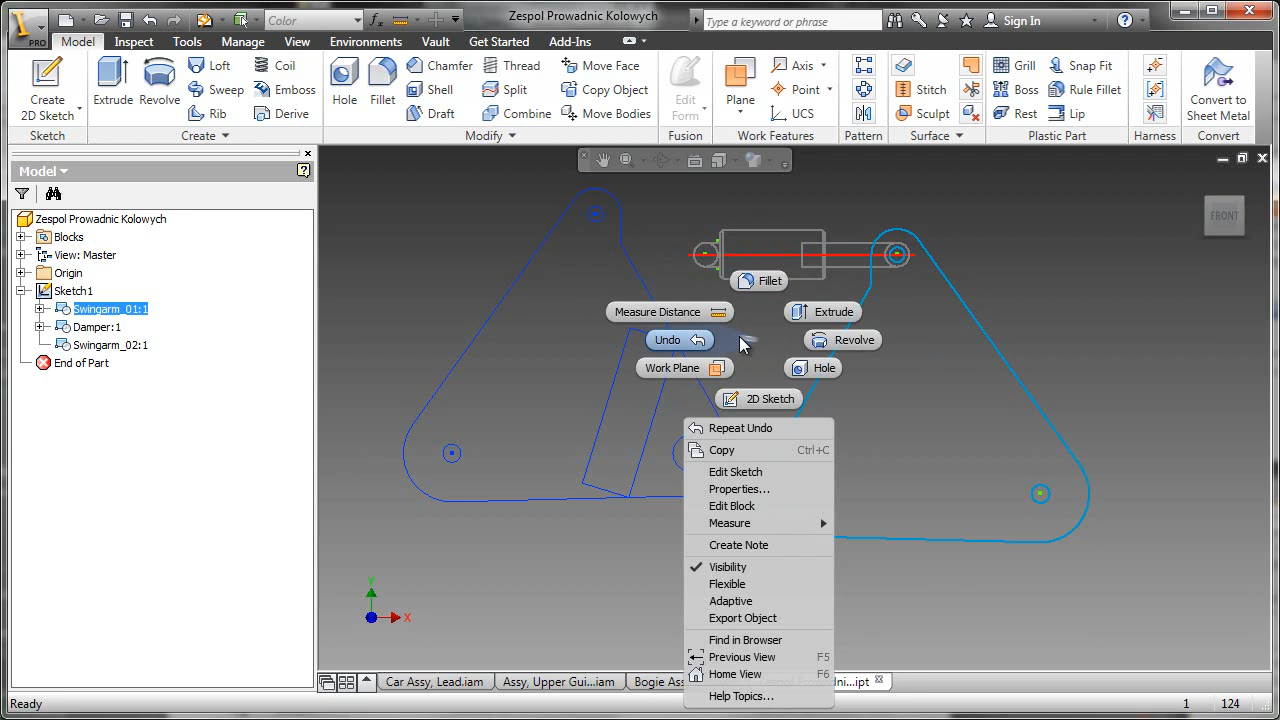 PRO
Color
fx
Zespol Prowadnic Kolowych
Type a keyword or phrase
Sign In
Model Inspect Tools Manage View Environments Vault Get Started Add-Ins
Loft Coil Chamfer Thread Move Face Axis Grill Snap Fit
Create 2D Sketch Extrude Revolve Sweep Emboss Hole Fillet Shell Split Copy Object Edit Form Plane Point Stitch Boss Rule Fillet Convert to Sheet Metal
Rib Derive Draft Combine Move Bodies UCS Sculpt Rest Lip
Sketch Create Modify Fusion Work Features Pattern Surface Plastic Part Harness Convert
Model
Zespol Prowadnic Kolowych
Blocks
View: Master
Origin
Sketch1
Swingarm_01:1
Damper:1
Swingarm_02:1
End of Part
FRONT
Fillet
Measure Distance Extrude
Undo Revolve
Work Plane Hole
2D Sketch
Repeat Undo
Copy Ctrl+C
Edit Sketch
Properties...
Edit Block
Measure
Create Note
Visibility
Flexible
Adaptive
Export Object
Find in Browser
Previous View F5
Home View F6
Help Topics...
Y
X
Car Assy, Lead.iam Assy, Upper Gui...iam Bogie Assy
Ready 1 124